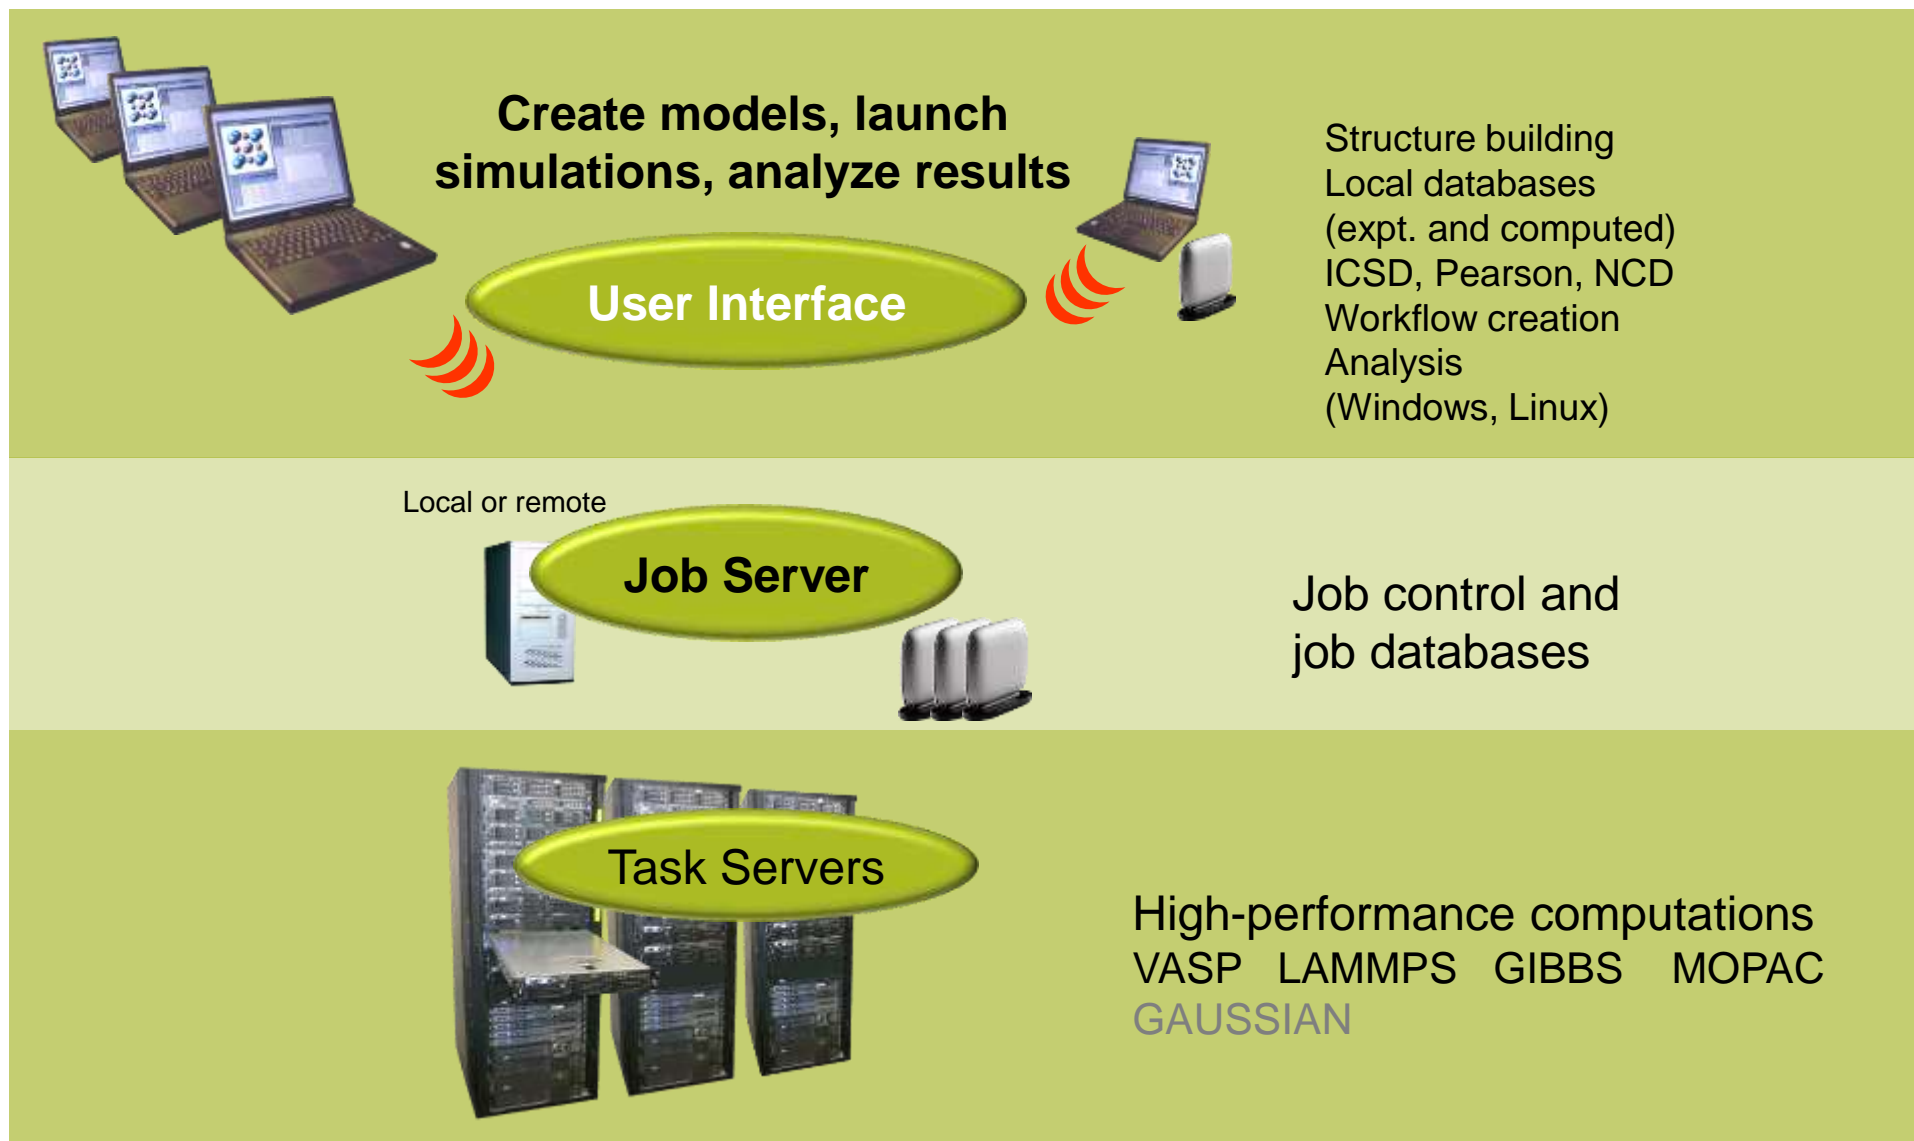 Create models, launch
simulations, analyze results
User Interface
Structure building
Local databases
(expt. and computed)
ICSD, Pearson, NCD
Workflow creation
Analysis
(Windows, Linux)
Local or remote
Job Server
Job control and
job databases
Task Servers
High-performance computations
VASP LAMMPS GIBBS MOPAC
GAUSSIAN